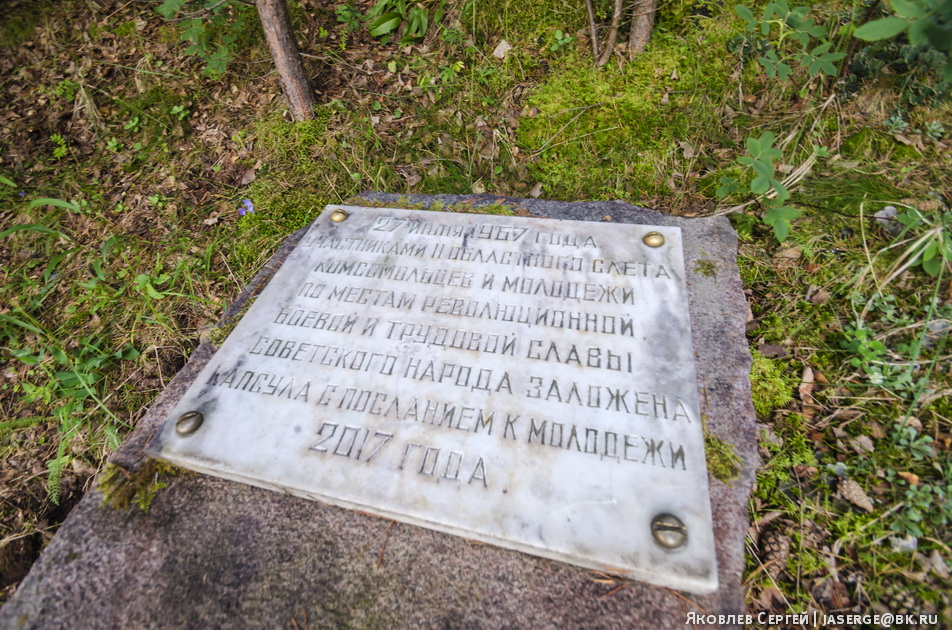 27 июля 1967 года
участниками II областного слета
комсомольцев и молодежи
по местам революционной
боевой и трудовой славы
советского народа заложена
капсула с посланием к молодежи
2017 года
Яковлев Сергей | jaserge@bk.ru